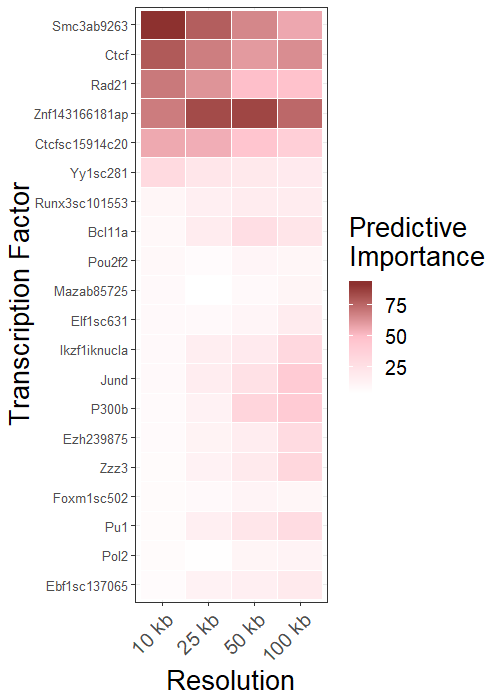 Transcription Factor
Smc3ab9263
Ctcf
Rad21
Znf143166181ap
Ctcfsc15914c20
Yy1sc281
Runx3sc101553
Bcl11a
Pou2f2
Mazab85725
Elf1sc631
Ikzf1iknucla
Jund
P300b
Ezh239875
Zzz3
Foxm1sc502
Pu1
Pol2
Ebf1sc137065
10 kb
25 kb
50 kb
100 kb
Resolution
Predictive
Importance
75
50
25